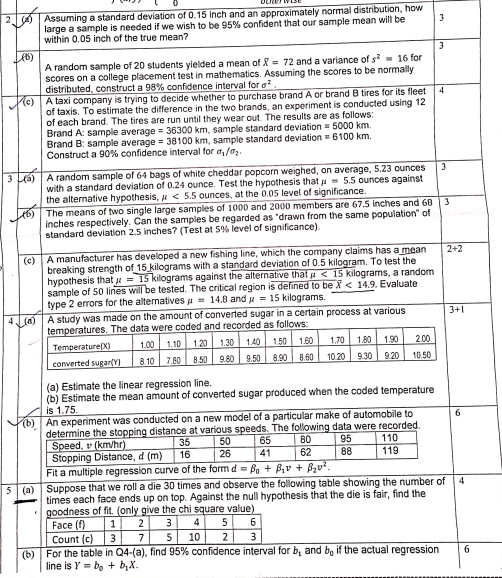 2 (a) Assuming a standard deviation of 0.15 inch and an approximately normal distribution, how 3
large a sample is needed if we wish to be 95% confident that our sample mean will be
within 0.05 inch of the true mean?
(b) 3
A random sample of 20 students yielded a mean of X̄ = 72 and a variance of s² = 16 for
scores on a college placement test in mathematics. Assuming the scores to be normally
distributed, construct a 98% confidence interval for σ².
(c) A taxi company is trying to decide whether to purchase brand A or brand B tires for its fleet 4
of taxis. To estimate the difference in the two brands, an experiment is conducted using 12
of each brand. The tires are run until they wear out. The results are as follows:
Brand A: sample average = 36300 km, sample standard deviation = 5000 km.
Brand B: sample average = 38100 km, sample standard deviation = 6100 km.
Construct a 90% confidence interval for σ₁/σ₂.
3 (a) A random sample of 64 bags of white cheddar popcorn weighed, on average, 5.23 ounces 3
with a standard deviation of 0.24 ounce. Test the hypothesis that μ = 5.5 ounces against
the alternative hypothesis, μ < 5.5 ounces, at the 0.05 level of significance.
(b) The means of two single large samples of 1000 and 2000 members are 67.5 inches and 68 3
inches respectively. Can the samples be regarded as "drawn from the same population" of
standard deviation 2.5 inches? (Test at 5% level of significance).
(c) A manufacturer has developed a new fishing line, which the company claims has a mean 2+2
breaking strength of 15 kilograms with a standard deviation of 0.5 kilogram. To test the
hypothesis that μ = 15 kilograms against the alternative that μ < 15 kilograms, a random
sample of 50 lines will be tested. The critical region is defined to be X̄ < 14.9. Evaluate
type 2 errors for the alternatives μ = 14.8 and μ = 15 kilograms.
4 (a) A study was made on the amount of converted sugar in a certain process at various 3+1
temperatures. The data were coded and recorded as follows:
Temperature(X) 1.00 1.10 1.20 1.30 1.40 1.50 1.60 1.70 1.80 1.90 2.00
converted sugar(Y) 8.10 7.80 8.50 9.80 9.50 8.90 8.60 10.20 9.30 9.20 10.50
(a) Estimate the linear regression line.
(b) Estimate the mean amount of converted sugar produced when the coded temperature
is 1.75.
(b) An experiment was conducted on a new model of a particular make of automobile to 6
determine the stopping distance at various speeds. The following data were recorded.
Speed, v (km/hr) 35 50 65 80 95 110
Stopping Distance, d (m) 16 26 41 62 88 119
Fit a multiple regression curve of the form d = β₀ + β₁v + β₂v².
5 (a) Suppose that we roll a die 30 times and observe the following table showing the number of 4
times each face ends up on top. Against the null hypothesis that the die is fair, find the
goodness of fit. (only give the chi square value)
Face (f) 1 2 3 4 5 6
Count (c) 3 7 5 10 2 3
(b) For the table in Q4-(a), find 95% confidence interval for b₁ and b₀ if the actual regression 6
line is Y = b₀ + b₁X.